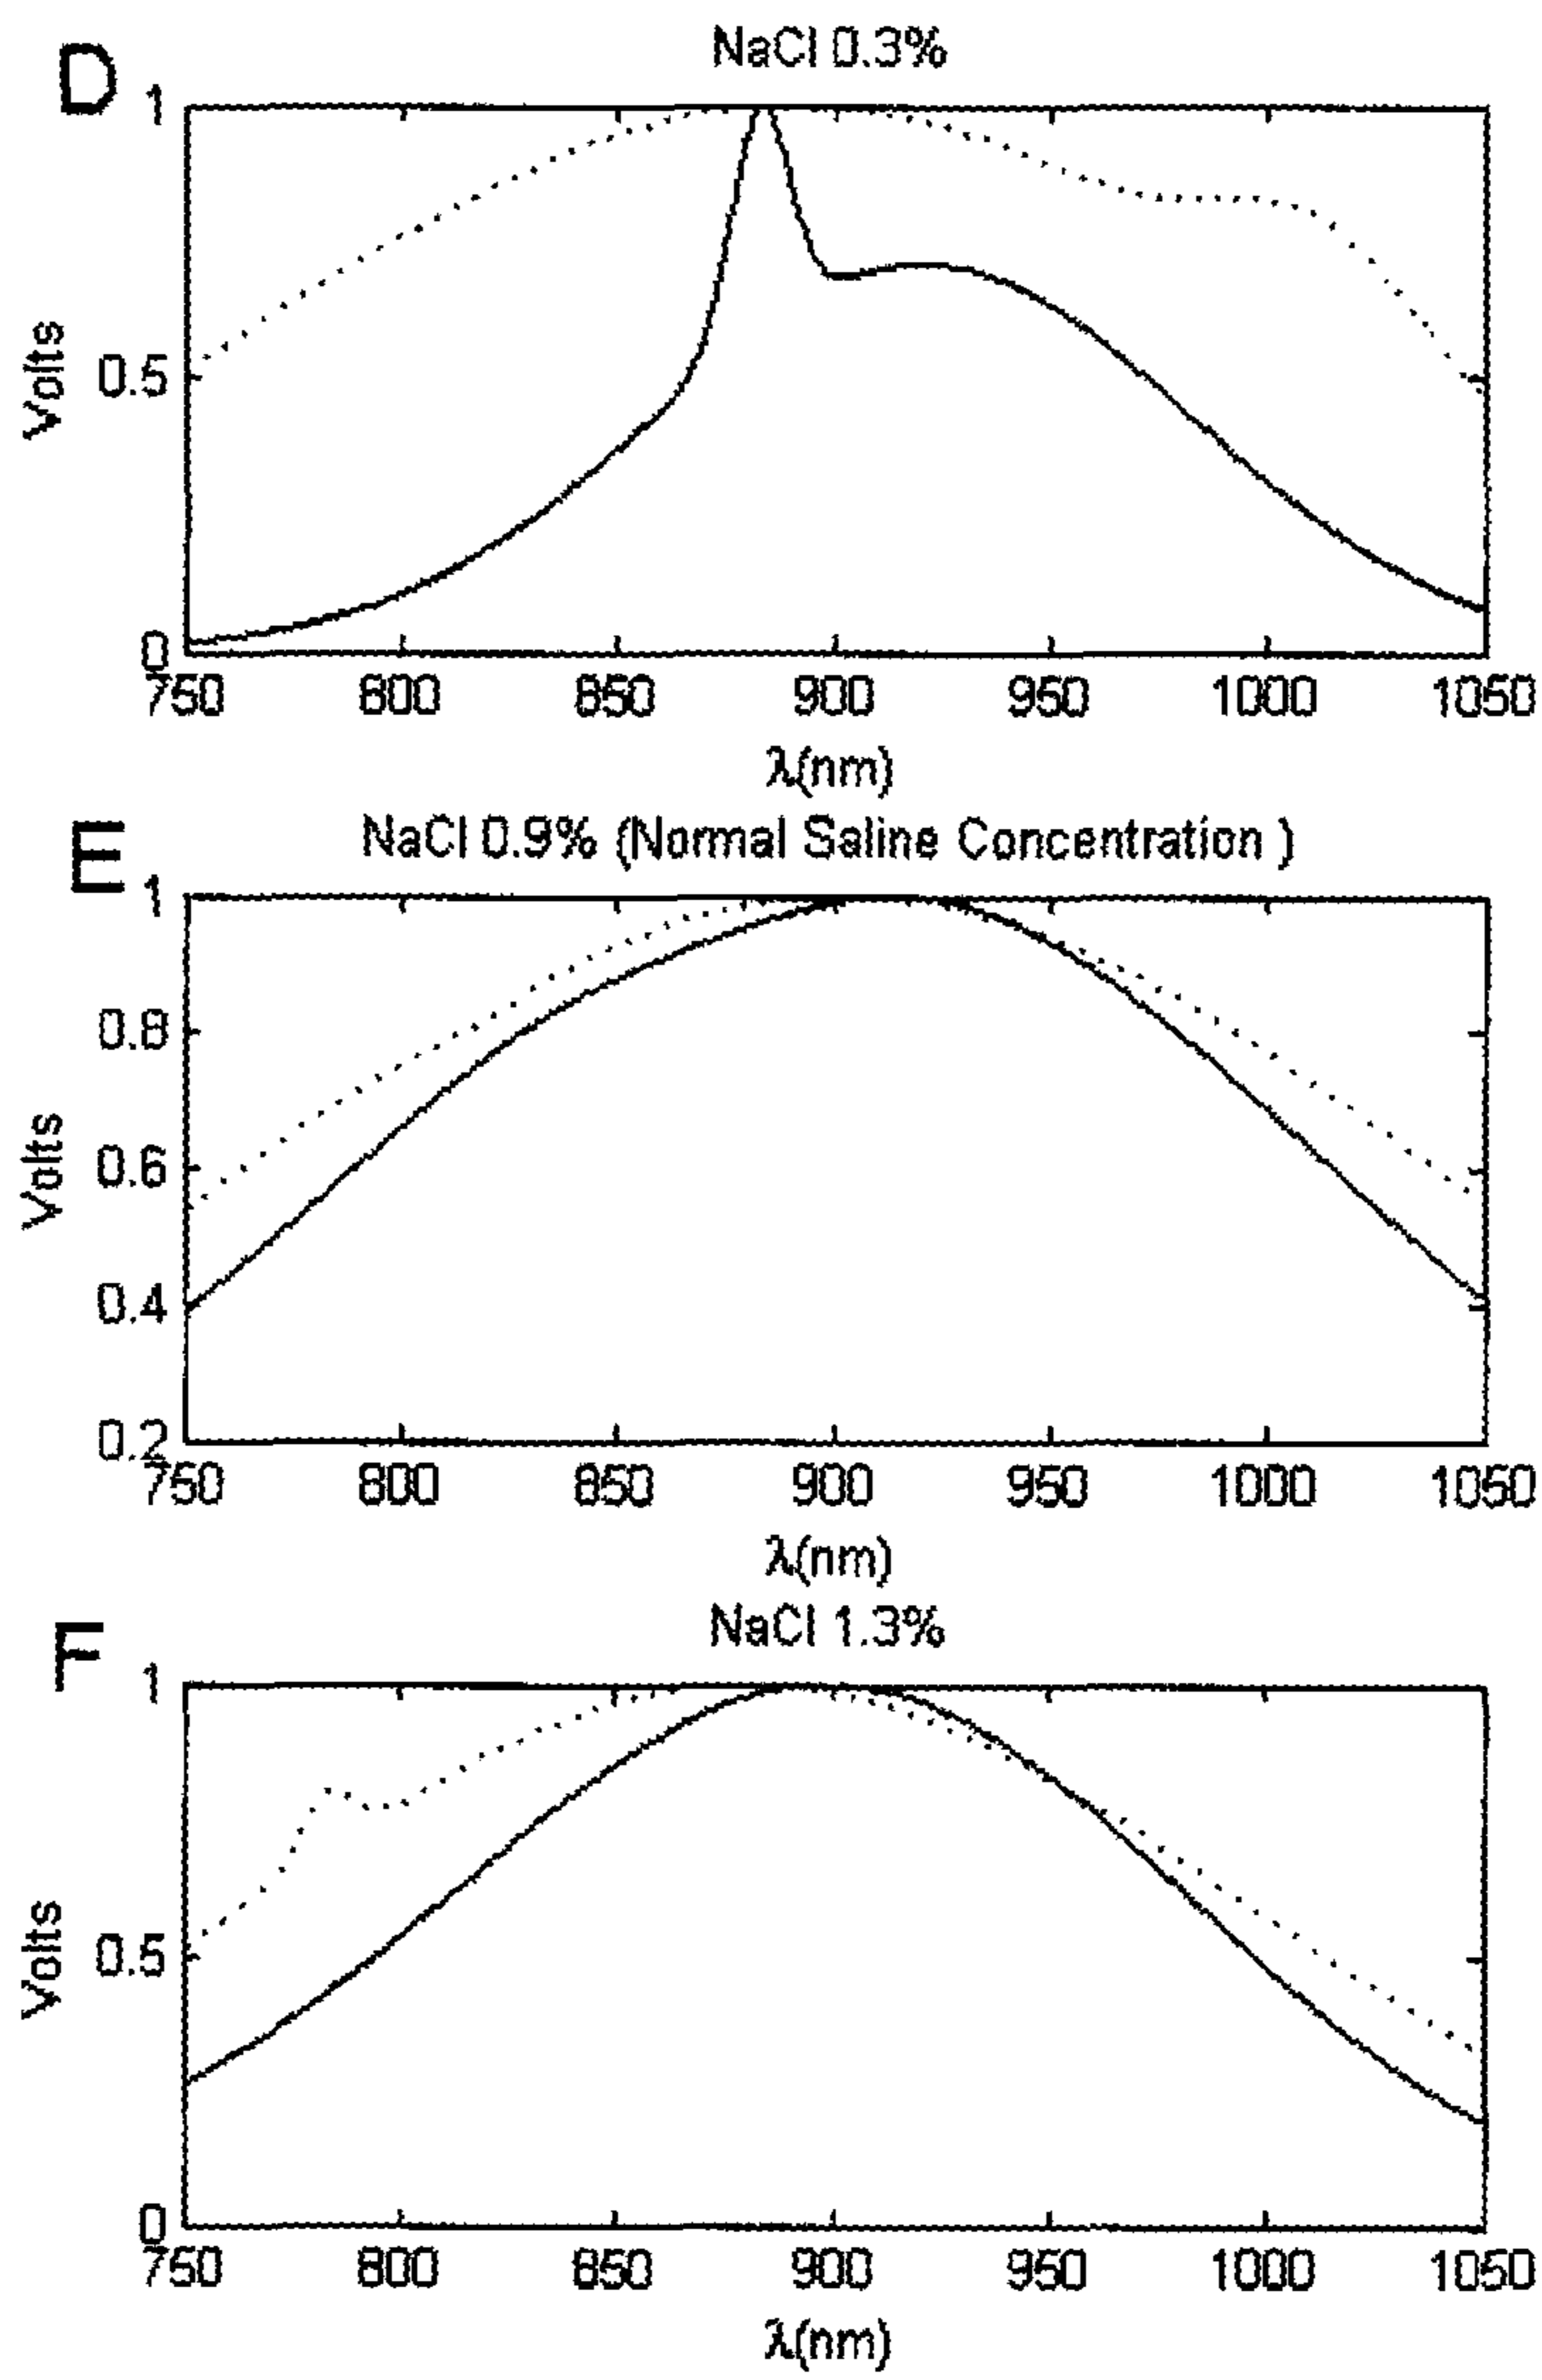 D
NaCl 0.3%
1
0.5
0
Volts
750 800 850 900 950 1000 1050
λ(nm)
E
NaCl 0.9% (Normal Saline Concentration )
1
0.8
0.6
0.4
0.2
Volts
750 800 850 900 950 1000 1050
λ(nm)
F
NaCl 1.3%
1
0.5
0
Volts
750 800 850 900 950 1000 1050
λ(nm)